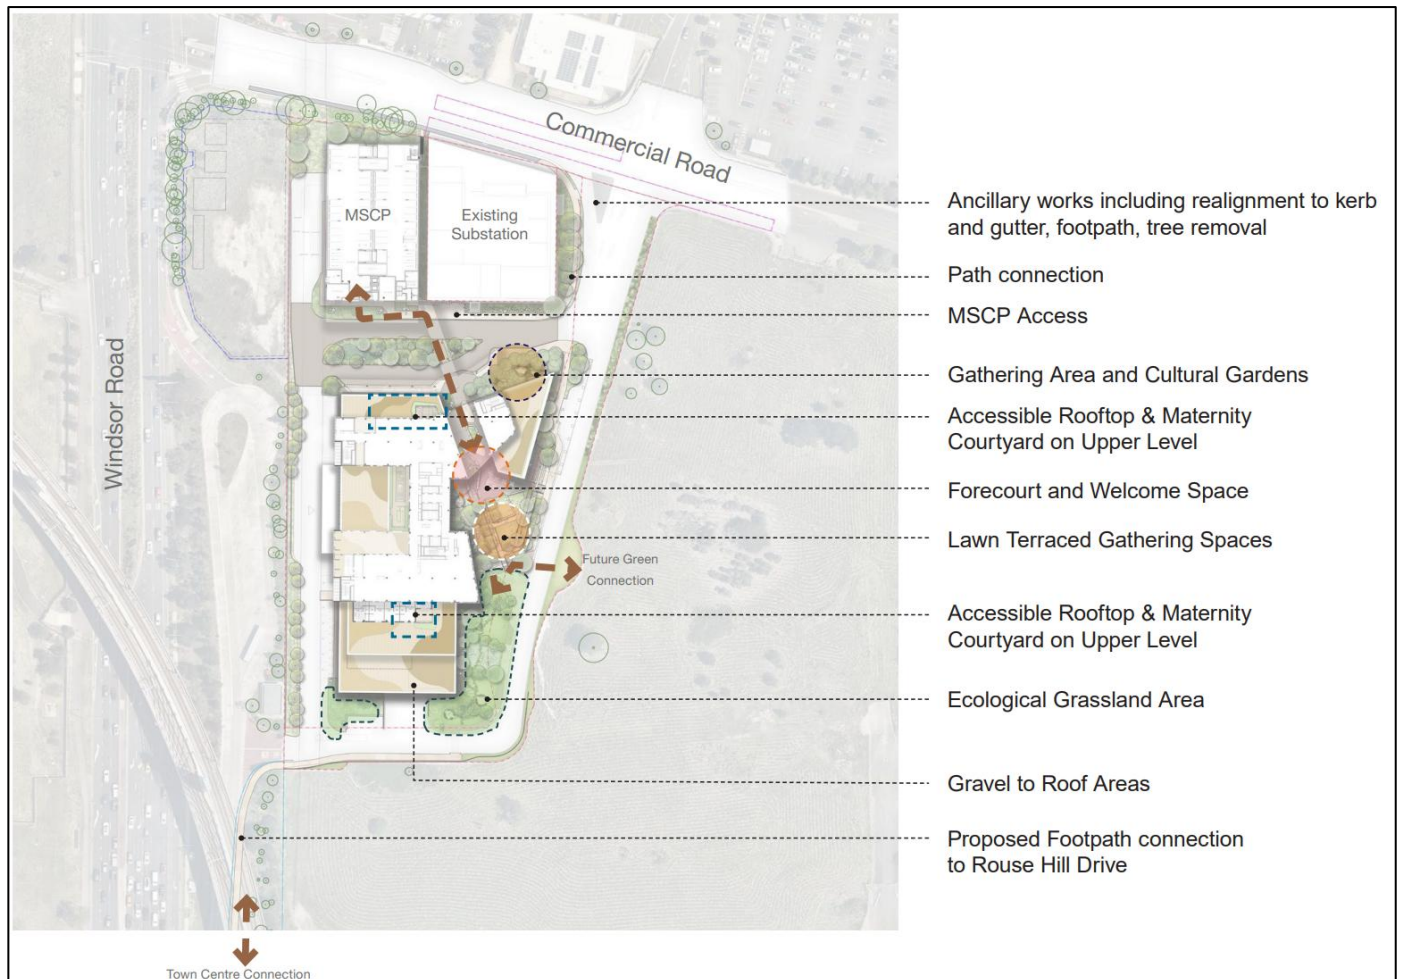 Commercial Road
MSCP
Existing
Substation
Windsor Road
Future Green
Connection
Town Centre Connection
Ancillary works including realignment to kerb
and gutter, footpath, tree removal
Path connection
MSCP Access
Gathering Area and Cultural Gardens
Accessible Rooftop & Maternity
Courtyard on Upper Level
Forecourt and Welcome Space
Lawn Terraced Gathering Spaces
Accessible Rooftop & Maternity
Courtyard on Upper Level
Ecological Grassland Area
Gravel to Roof Areas
Proposed Footpath connection
to Rouse Hill Drive